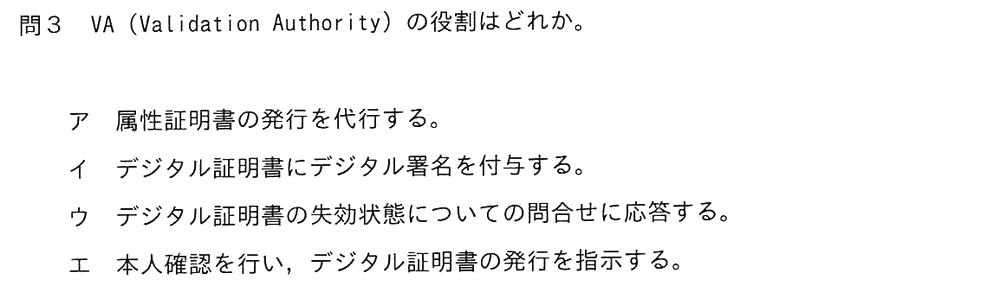 問３　VA（Validation Authority）の役割はどれか。
ア　属性証明書の発行を代行する。
イ　デジタル証明書にデジタル署名を付与する。
ウ　デジタル証明書の失効状態についての問合せに応答する。
エ　本人確認を行い，デジタル証明書の発行を指示する。